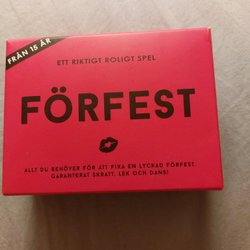 FRÅN 15 ÅR
ETT RIKTIGT ROLIGT SPEL
FÖRFEST
ALLT DU BEHÖVER FÖR ATT FIXA EN LYCKAD FÖRFEST.
GARANTERAT SKRATT, LEK OCH DANS!